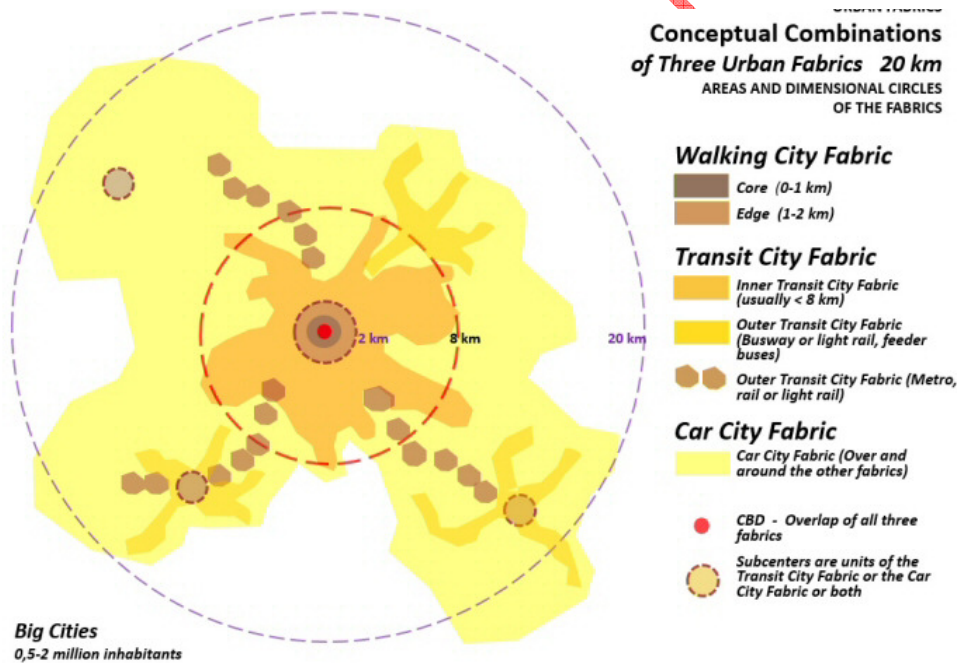 URBAN FABRICS
Conceptual Combinations
of Three Urban Fabrics 20 km
AREAS AND DIMENSIONAL CIRCLES
OF THE FABRICS
Walking City Fabric
Core (0-1 km)
Edge (1-2 km)
Transit City Fabric
Inner Transit City Fabric
(usually < 8 km)
Outer Transit City Fabric
(Busway or light rail, feeder
buses)
Outer Transit City Fabric (Metro,
rail or light rail)
Car City Fabric
Car City Fabric (Over and
around the other fabrics)
CBD - Overlap of all three
fabrics
Subcenters are units of the
Transit City Fabric or the Car
City Fabric or both
2 km
8 km
20 km
Big Cities
0,5-2 million inhabitants